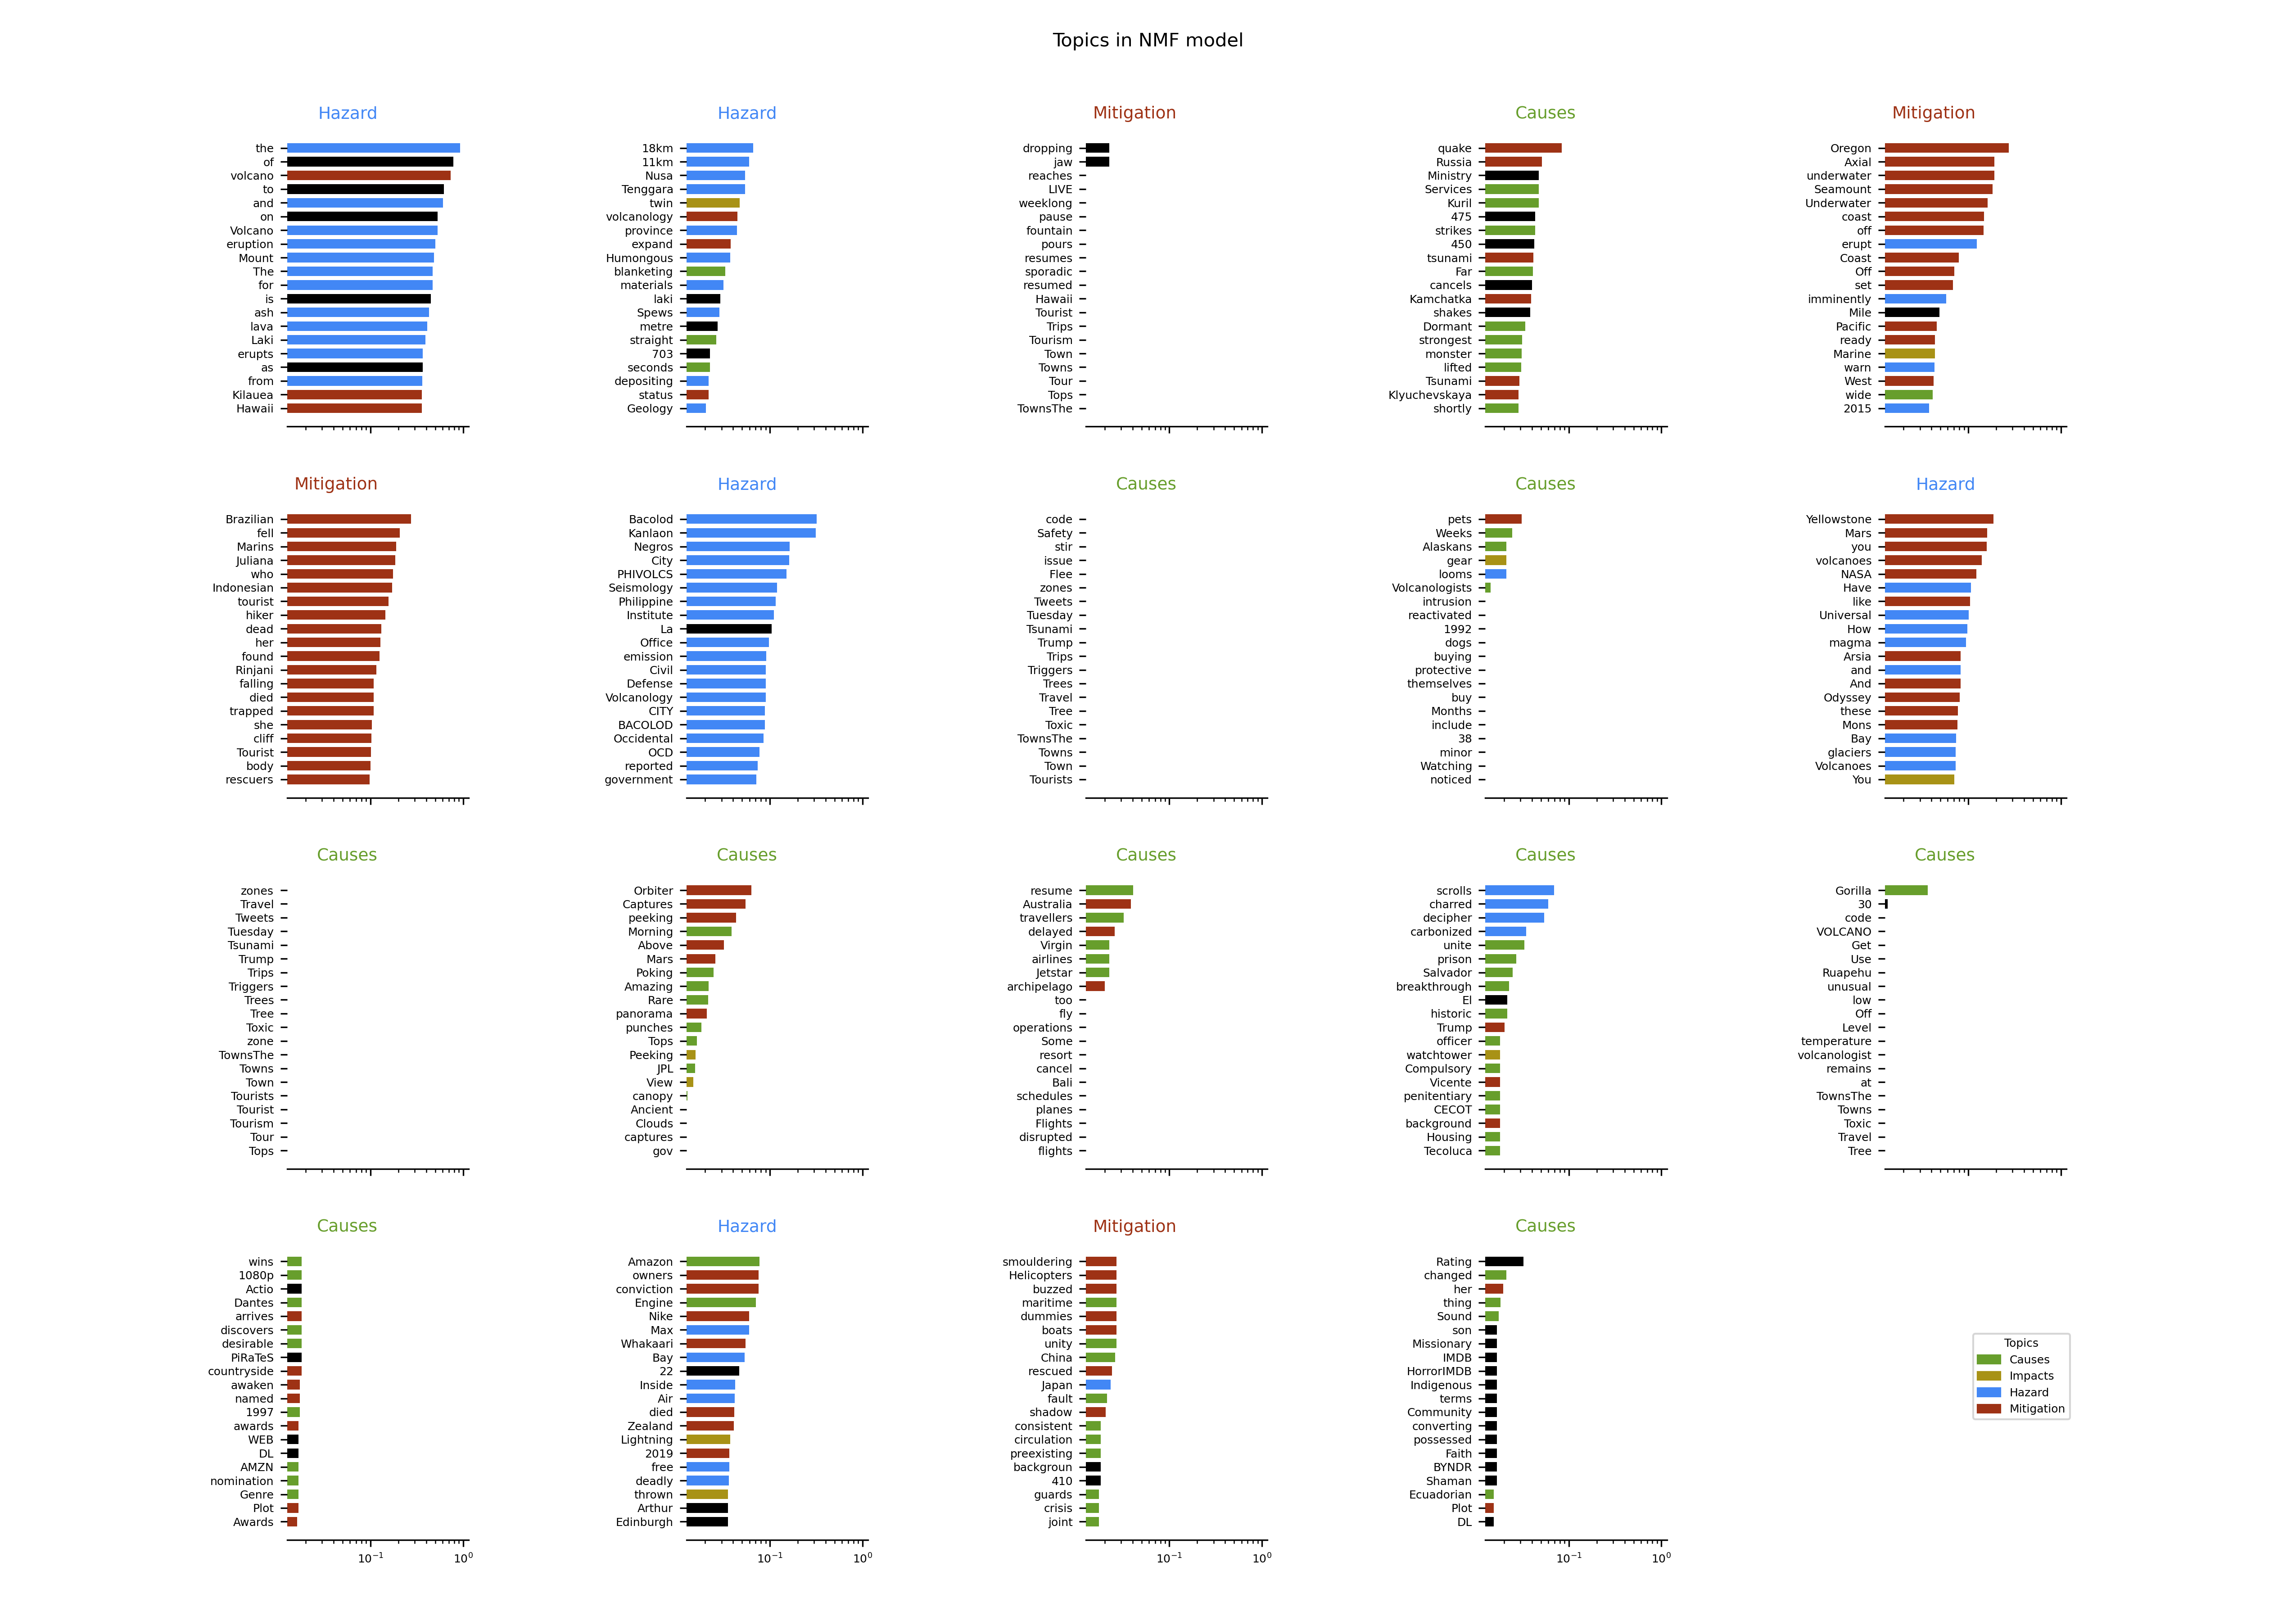 Topics in NMF model
Hazard
the
of
volcano
to
and
on
Volcano
eruption
Mount
The
for
is
ash
lava
Laki
erupts
as
from
Kilauea
Hawaii
Hazard
18km
11km
Nusa
Tenggara
twin
volcanology
province
expand
Humongous
blanketing
materials
laki
Spews
metre
straight
703
seconds
depositing
status
Geology
Mitigation
dropping
jaw
reaches
LIVE
weeklong
pause
fountain
pours
resumes
sporadic
resumed
Hawaii
Tourist
Trips
Tourism
Town
Towns
Tour
Tops
TownsThe
Causes
quake
Russia
Ministry
Services
Kuril
475
strikes
450
tsunami
Far
cancels
Kamchatka
shakes
Dormant
strongest
monster
lifted
Tsunami
Klyuchevskaya
shortly
Mitigation
Oregon
Axial
underwater
Seamount
Underwater
coast
off
erupt
Coast
Off
set
imminently
Mile
Pacific
ready
Marine
warn
West
wide
2015
Mitigation
Brazilian
fell
Marins
Juliana
who
Indonesian
tourist
hiker
dead
her
found
Rinjani
falling
died
trapped
she
cliff
Tourist
body
rescuers
Hazard
Bacolod
Kanlaon
Negros
City
PHIVOLCS
Seismology
Philippine
Institute
La
Office
emission
Civil
Defense
Volcanology
CITY
BACOLOD
Occidental
OCD
reported
government
Causes
code
Safety
stir
issue
Flee
zones
Tweets
Tuesday
Tsunami
Trump
Trips
Triggers
Trees
Travel
Tree
Toxic
TownsThe
Towns
Town
Tourists
Causes
pets
Weeks
Alaskans
gear
looms
Volcanologists
intrusion
reactivated
1992
dogs
buying
protective
themselves
buy
Months
include
38
minor
Watching
noticed
Hazard
Yellowstone
Mars
you
volcanoes
NASA
Have
like
Universal
How
magma
Arsia
and
And
Odyssey
these
Mons
Bay
glaciers
Volcanoes
You
Causes
zones
Travel
Tweets
Tuesday
Tsunami
Trump
Trips
Triggers
Trees
Tree
Toxic
zone
TownsThe
Towns
Town
Tourists
Tourist
Tourism
Tour
Tops
Causes
Orbiter
Captures
peeking
Morning
Above
Mars
Poking
Amazing
Rare
panorama
punches
Tops
Peeking
JPL
View
canopy
Ancient
Clouds
captures
gov
Causes
resume
Australia
travellers
delayed
Virgin
airlines
Jetstar
archipelago
too
fly
operations
Some
resort
cancel
Bali
schedules
planes
Flights
disrupted
flights
Causes
scrolls
charred
decipher
carbonized
unite
prison
Salvador
breakthrough
El
historic
Trump
officer
watchtower
Compulsory
Vicente
penitentiary
CECOT
background
Housing
Tecoluca
Causes
Gorilla
30
code
VOLCANO
Get
Use
Ruapehu
unusual
low
Off
Level
temperature
volcanologist
remains
at
TownsThe
Towns
Toxic
Travel
Tree
Causes
wins
1080p
Actio
Dantes
arrives
discovers
desirable
PiRaTeS
countryside
awaken
named
1997
awards
WEB
DL
AMZN
nomination
Genre
Plot
Awards
10⁻¹ 10⁰
Hazard
Amazon
owners
conviction
Engine
Nike
Max
Whakaari
Bay
22
Inside
Air
died
Zealand
Lightning
2019
free
deadly
thrown
Arthur
Edinburgh
10⁻¹ 10⁰
Mitigation
smouldering
Helicopters
buzzed
maritime
dummies
boats
unity
China
rescued
Japan
fault
shadow
consistent
circulation
preexisting
backgroun
410
guards
crisis
joint
10⁻¹ 10⁰
Causes
Rating
changed
her
thing
Sound
son
Missionary
IMDB
HorrorIMDB
Indigenous
terms
Community
converting
possessed
Faith
BYNDR
Shaman
Ecuadorian
Plot
DL
10⁻¹ 10⁰
Topics
Causes
Impacts
Hazard
Mitigation